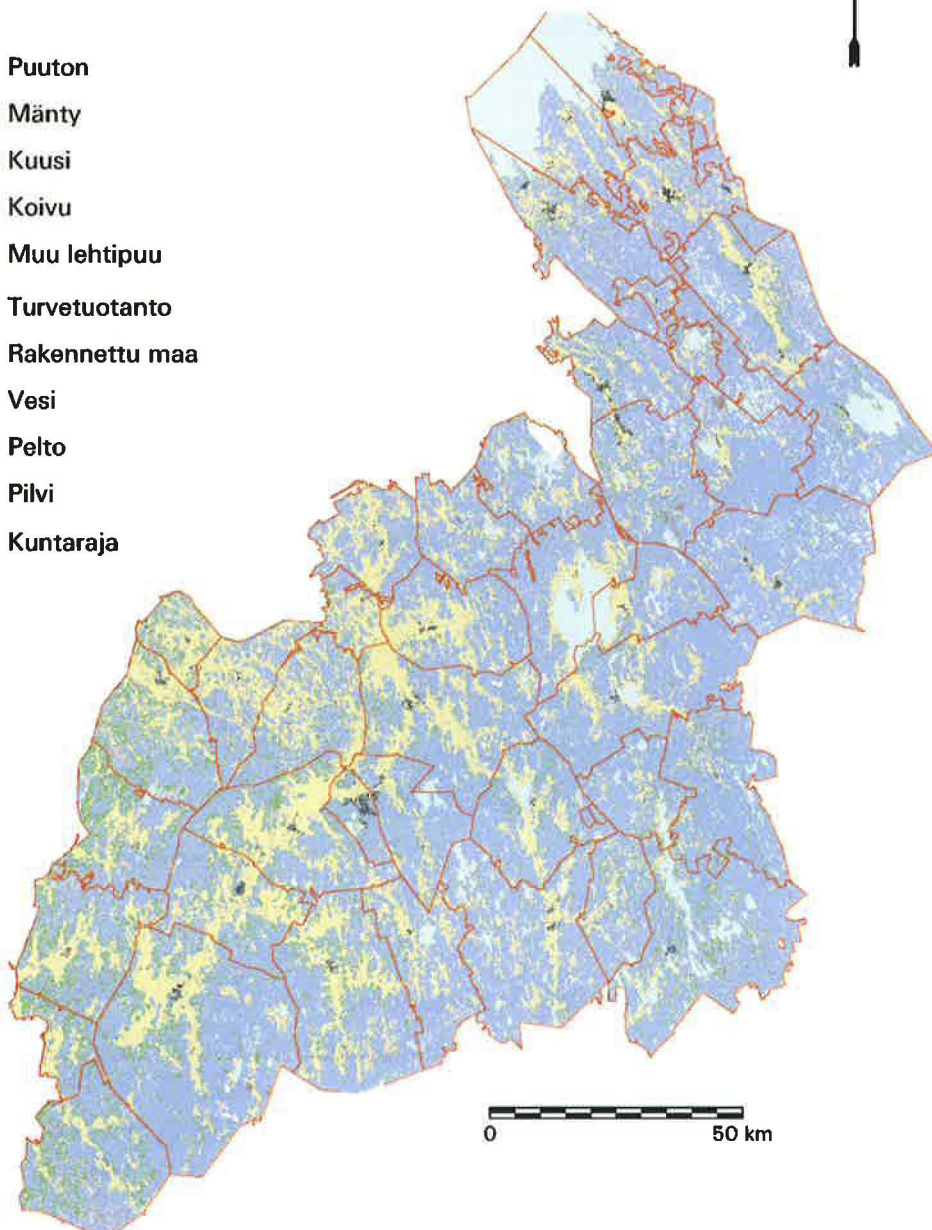 Puuton
Mänty
Kuusi
Koivu
Muu lehtipuu
Turvetuotanto
Rakennettu maa
Vesi
Pelto
Pilvi
Kuntaraja
0 50 km